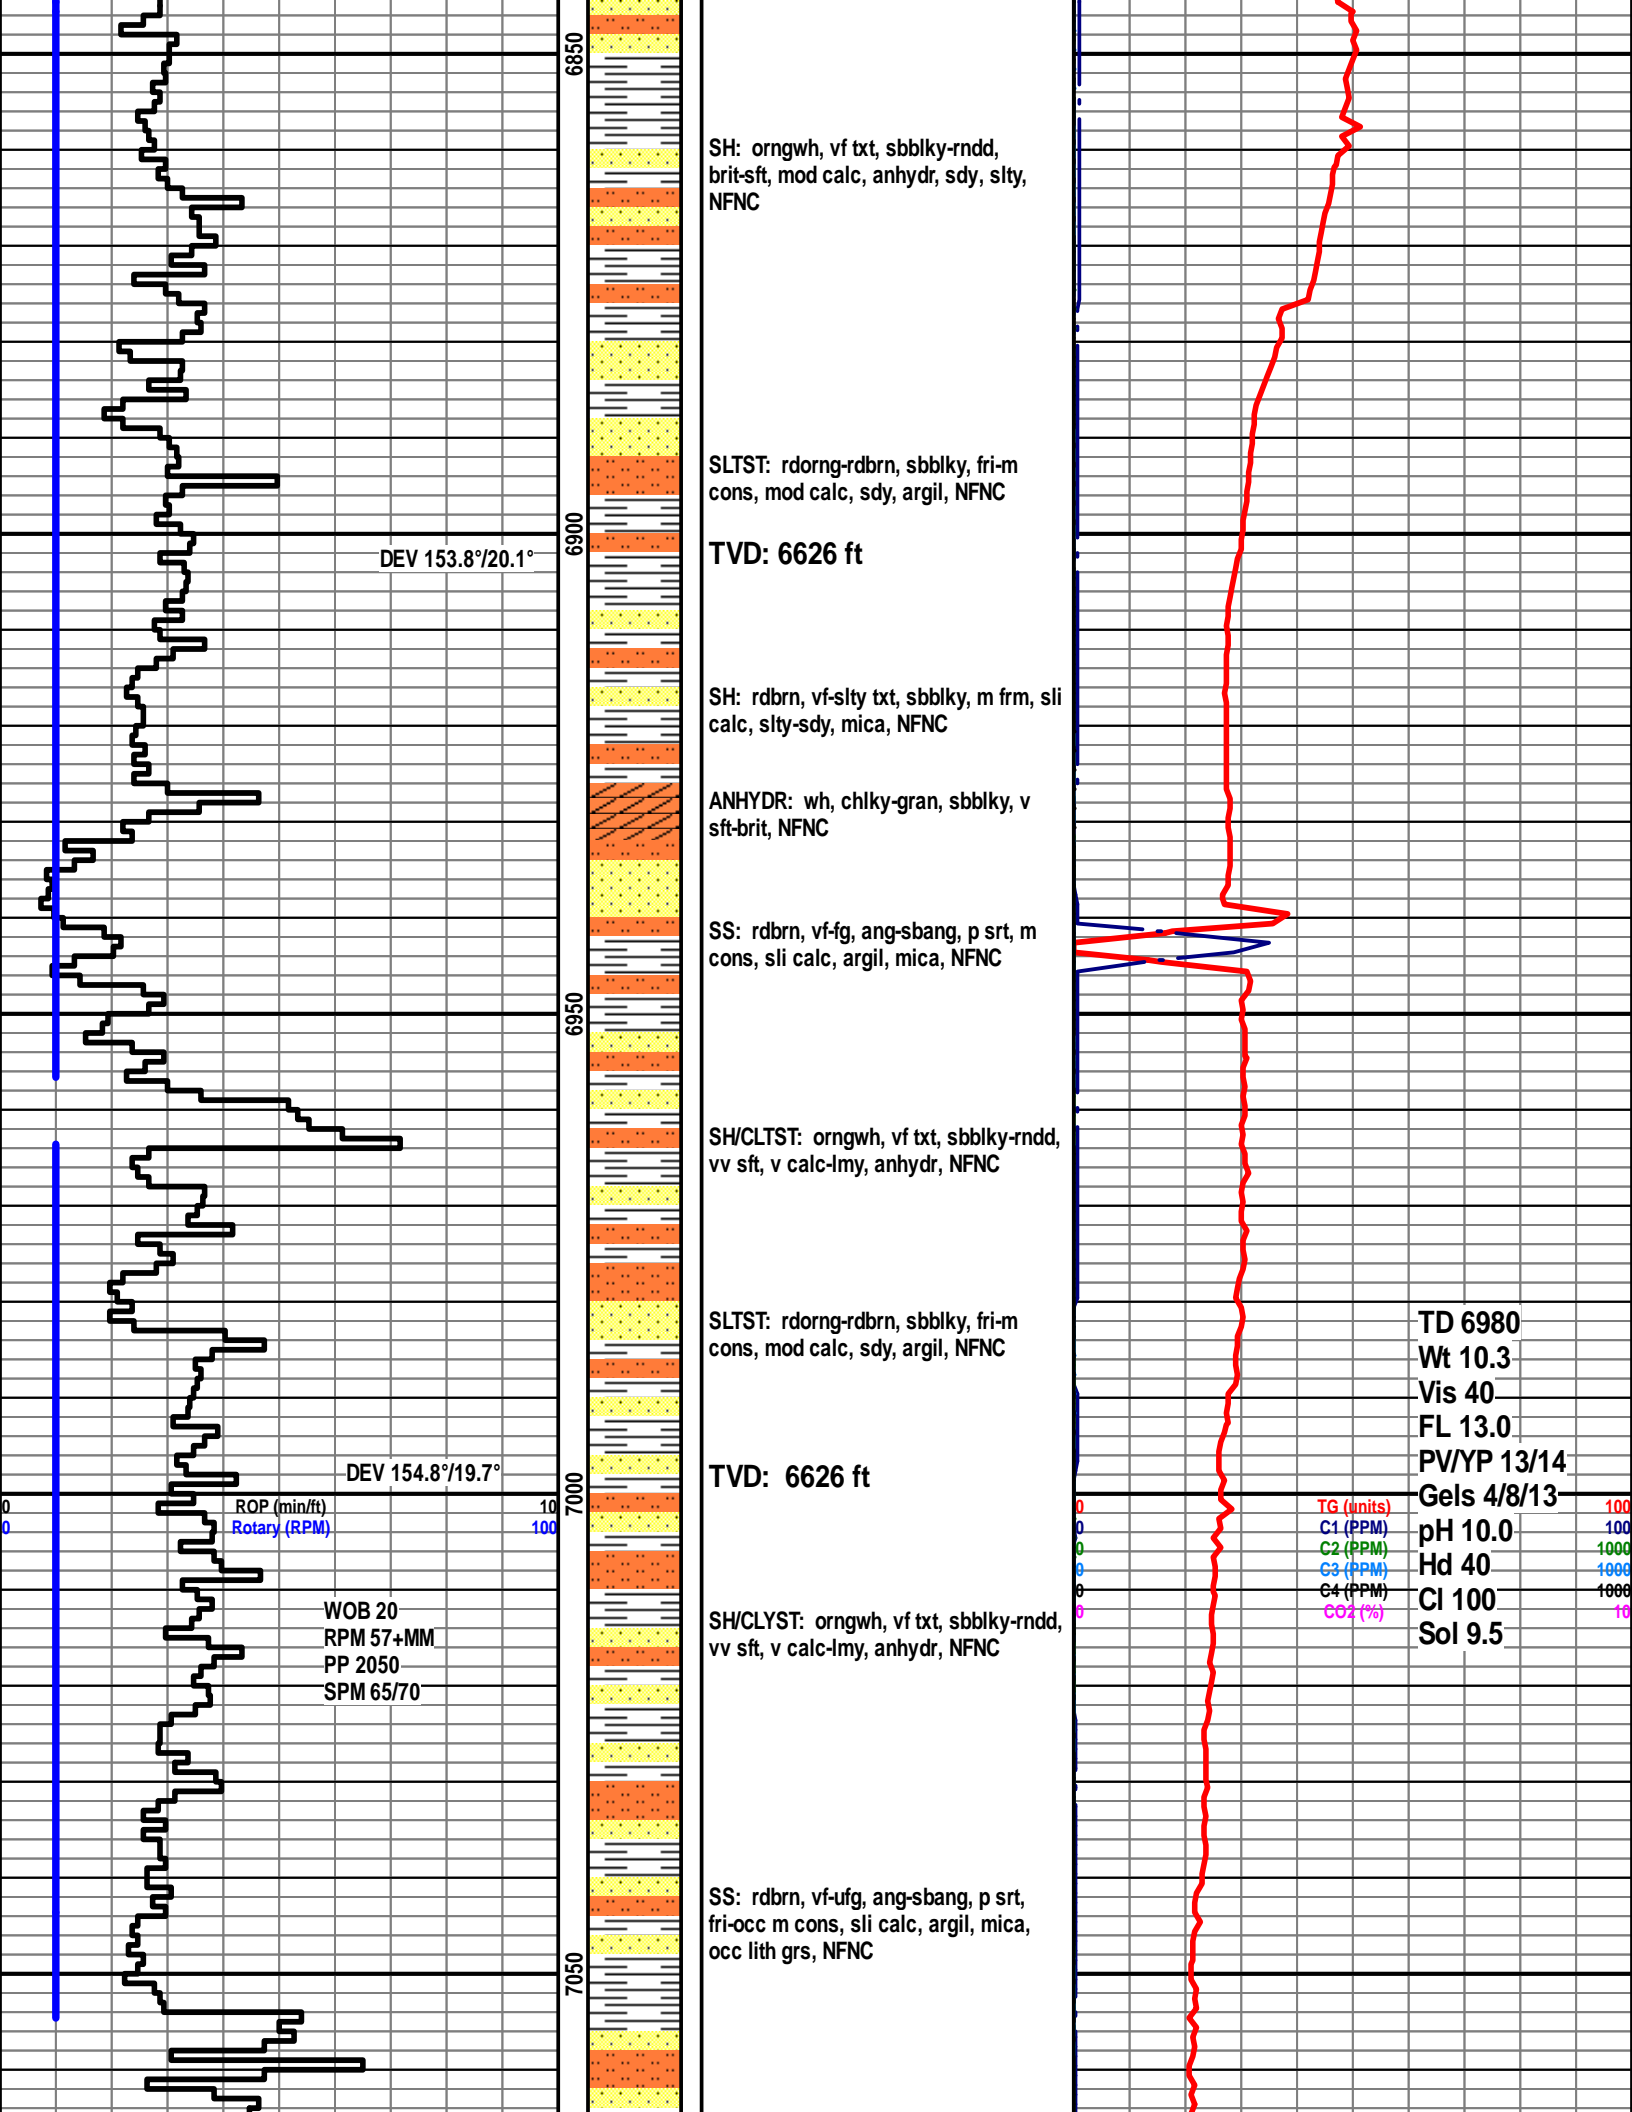 6850
SH: orngwh, vf txt, sbblky-rndd,
brit-sft, mod calc, anhydr, sdy, slty,
NFNC
SLTST: rdorng-rdbrn, sbblky, fri-m
cons, mod calc, sdy, argil, NFNC
6900
DEV 153.8°/20.1°
TVD: 6626 ft
SH: rdbrn, vf-slty txt, sbblky, m frm, sli
calc, slty-sdy, mica, NFNC
ANHYDR: wh, chlky-gran, sbblky, v
sft-brit, NFNC
SS: rdbrn, vf-fg, ang-sbang, p srt, m
cons, sli calc, argil, mica, NFNC
6950
SH/CLTST: orngwh, vf txt, sbblky-rndd,
vv sft, v calc-lmy, anhydr, NFNC
SLTST: rdorng-rdbrn, sbblky, fri-m
cons, mod calc, sdy, argil, NFNC
TD 6980
Wt 10.3
Vis 40
FL 13.0
PV/YP 13/14
Gels 4/8/13
pH 10.0
Hd 40
Cl 100
Sol 9.5
DEV 154.8°/19.7°
TVD: 6626 ft
7000
0 ROP (min/ft) 10
0 Rotary (RPM) 100
0 TG (units) 100
0 C1 (PPM) 100
0 C2 (PPM) 1000
0 C3 (PPM) 1000
0 C4 (PPM) 1000
0 CO2 (%) 10
WOB 20
RPM 57+MM
PP 2050
SPM 65/70
SH/CLYST: orngwh, vf txt, sbblky-rndd,
vv sft, v calc-lmy, anhydr, NFNC
SS: rdbrn, vf-ufg, ang-sbang, p srt,
fri-occ m cons, sli calc, argil, mica,
occ lith grs, NFNC
7050